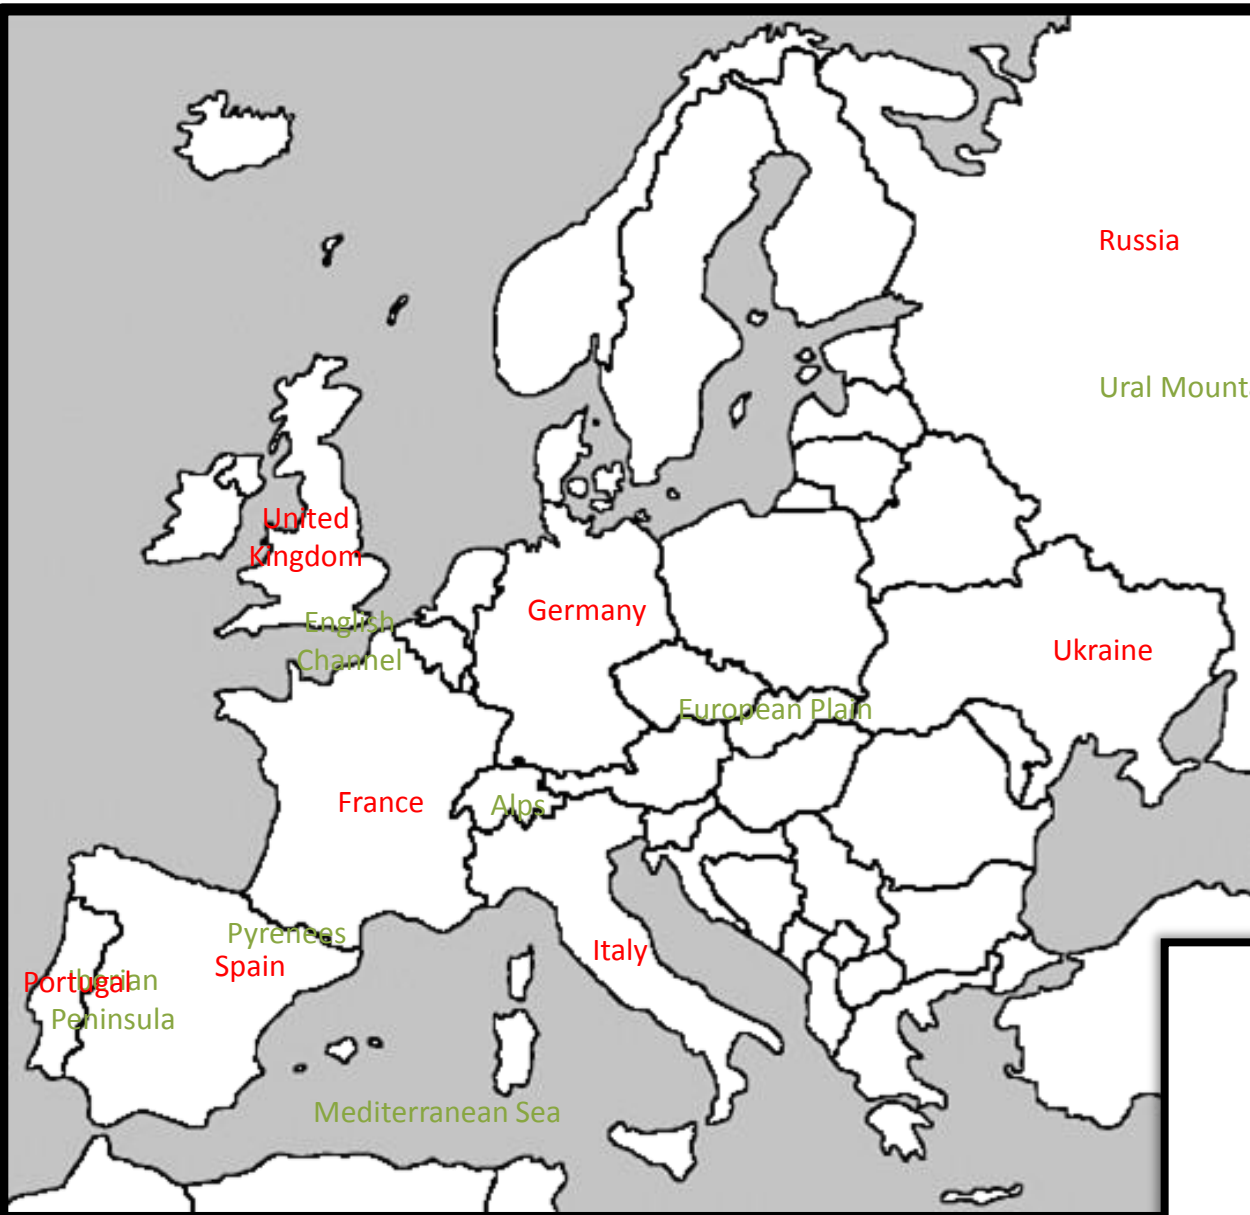 Russia
Ural Mount
United
Kingdom
English
Channel
Germany
Ukraine
European Plain
France
Alps
Pyrenees
Spain
Italy
Portugal
Iberian
Peninsula
Mediterranean Sea